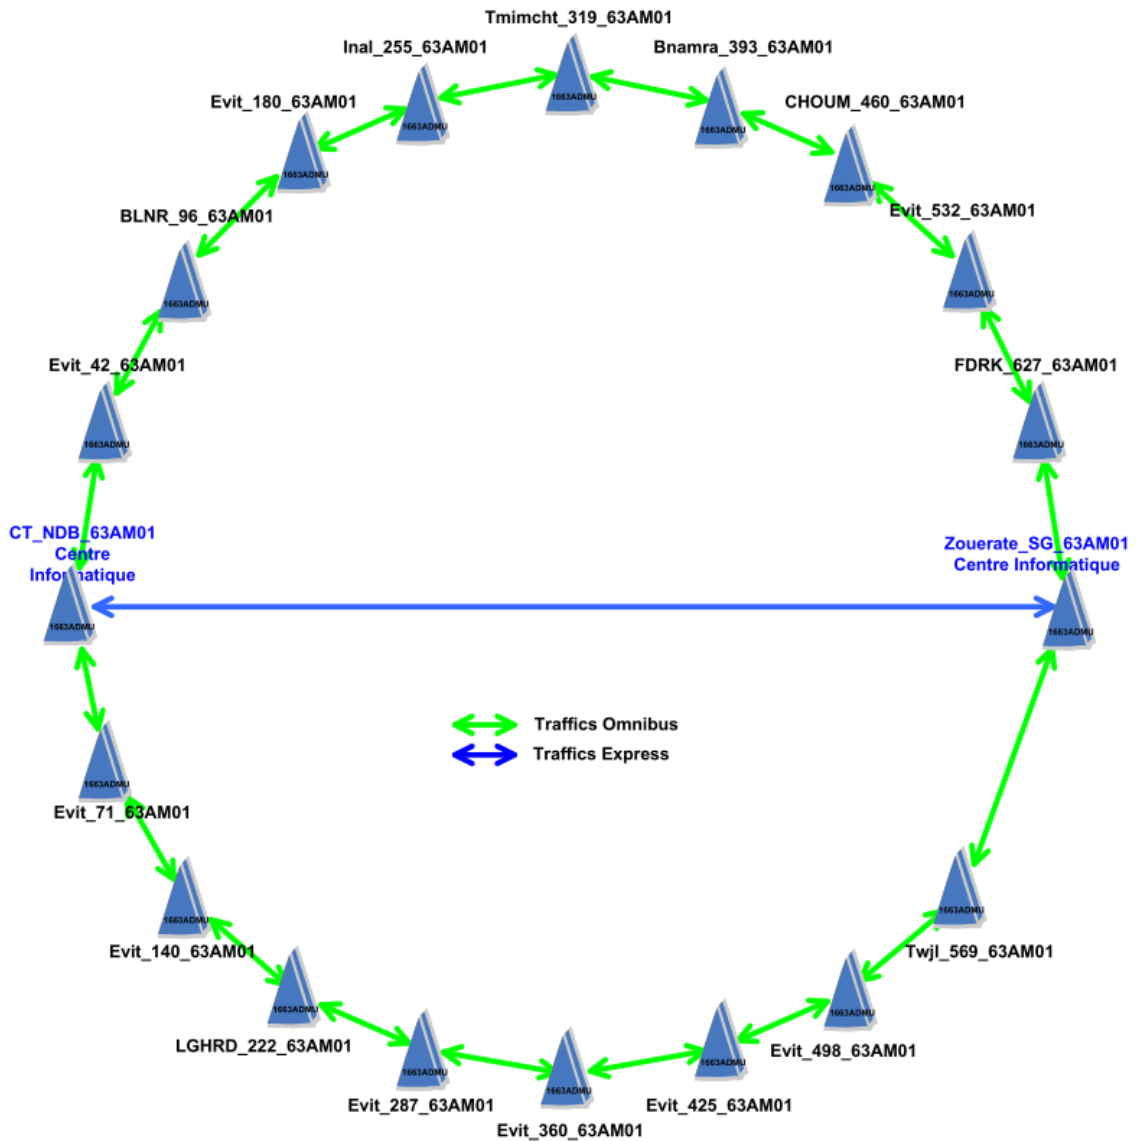 Tmimcht_319_63AM01
Inal_255_63AM01
Bnamra_393_63AM01
1663ADMU
Evit_180_63AM01
CHOUM_460_63AM01
1663ADMU
1663ADMU
1663ADMU
1663ADMU
BLNR_96_63AM01
Evit_532_63AM01
1663ADMU
1663ADMU
Evit_42_63AM01
FDRK_627_63AM01
1663ADMU
1663ADMU
CT_NDB_63AM01
Centre
Informatique
Zouerate_SG_63AM01
Centre Informatique
1663ADMU
1663ADMU
Traffics Omnibus
Traffics Express
1663ADMU
Evit_71_63AM01
1663ADMU
1663ADMU
Evit_140_63AM01
Twjl_569_63AM01
1663ADMU
1663ADMU
LGHRD_222_63AM01
Evit_498_63AM01
1663ADMU
1663ADMU
1663ADMU
Evit_287_63AM01
Evit_425_63AM01
Evit_360_63AM01